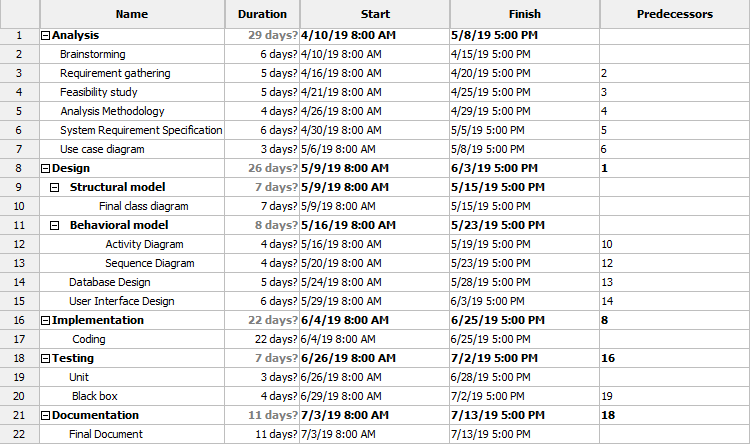 Name Duration Start Finish Predecessors
1 Analysis 29 days? 4/10/19 8:00 AM 5/8/19 5:00 PM
2 Brainstorming 6 days? 4/10/19 8:00 AM 4/15/19 5:00 PM
3 Requirement gathering 5 days? 4/16/19 8:00 AM 4/20/19 5:00 PM 2
4 Feasibility study 5 days? 4/21/19 8:00 AM 4/25/19 5:00 PM 3
5 Analysis Methodology 4 days? 4/26/19 8:00 AM 4/29/19 5:00 PM 4
6 System Requirement Specification 6 days? 4/30/19 8:00 AM 5/5/19 5:00 PM 5
7 Use case diagram 3 days? 5/6/19 8:00 AM 5/8/19 5:00 PM 6
8 Design 26 days? 5/9/19 8:00 AM 6/3/19 5:00 PM 1
9 Structural model 7 days? 5/9/19 8:00 AM 5/15/19 5:00 PM
10 Final class diagram 7 days? 5/9/19 8:00 AM 5/15/19 5:00 PM
11 Behavioral model 8 days? 5/16/19 8:00 AM 5/23/19 5:00 PM
12 Activity Diagram 4 days? 5/16/19 8:00 AM 5/19/19 5:00 PM 10
13 Sequence Diagram 4 days? 5/20/19 8:00 AM 5/23/19 5:00 PM 12
14 Database Design 5 days? 5/24/19 8:00 AM 5/28/19 5:00 PM 13
15 User Interface Design 6 days? 5/29/19 8:00 AM 6/3/19 5:00 PM 14
16 Implementation 22 days? 6/4/19 8:00 AM 6/25/19 5:00 PM 8
17 Coding 22 days? 6/4/19 8:00 AM 6/25/19 5:00 PM
18 Testing 7 days? 6/26/19 8:00 AM 7/2/19 5:00 PM 16
19 Unit 3 days? 6/26/19 8:00 AM 6/28/19 5:00 PM
20 Black box 4 days? 6/29/19 8:00 AM 7/2/19 5:00 PM 19
21 Documentation 11 days? 7/3/19 8:00 AM 7/13/19 5:00 PM 18
22 Final Document 11 days? 7/3/19 8:00 AM 7/13/19 5:00 PM